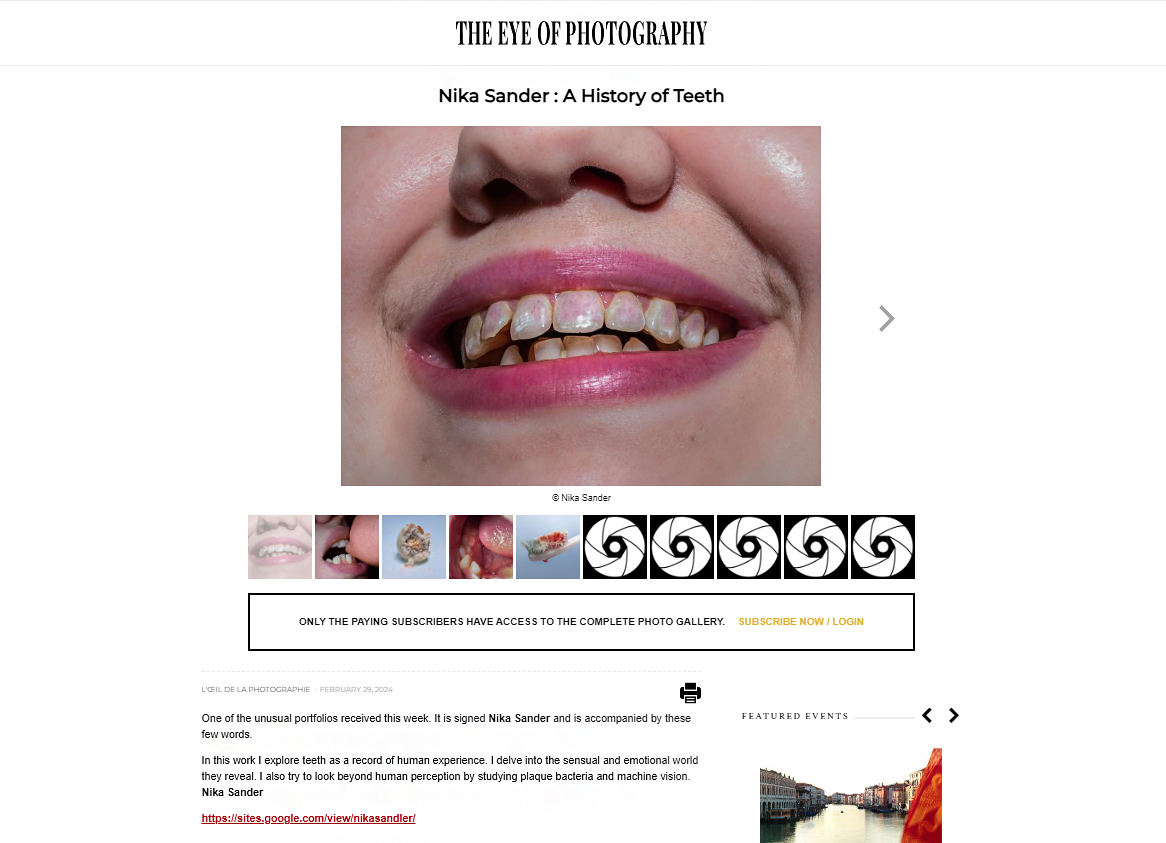 THE EYE OF PHOTOGRAPHY
Nika Sander : A History of Teeth
© Nika Sander
ONLY THE PAYING SUBSCRIBERS HAVE ACCESS TO THE COMPLETE PHOTO GALLERY. SUBSCRIBE NOW / LOGIN
L'ŒIL DE LA PHOTOGRAPHIE - FEBRUARY 29, 2024
One of the unusual portfolios received this week. It is signed Nika Sander and is accompanied by these
few words.
In this work I explore teeth as a record of human experience. I delve into the sensual and emotional world
they reveal. I also try to look beyond human perception by studying plaque bacteria and machine vision.
Nika Sander
https://sites.google.com/view/nikasandler/
FEATURED EVENTS